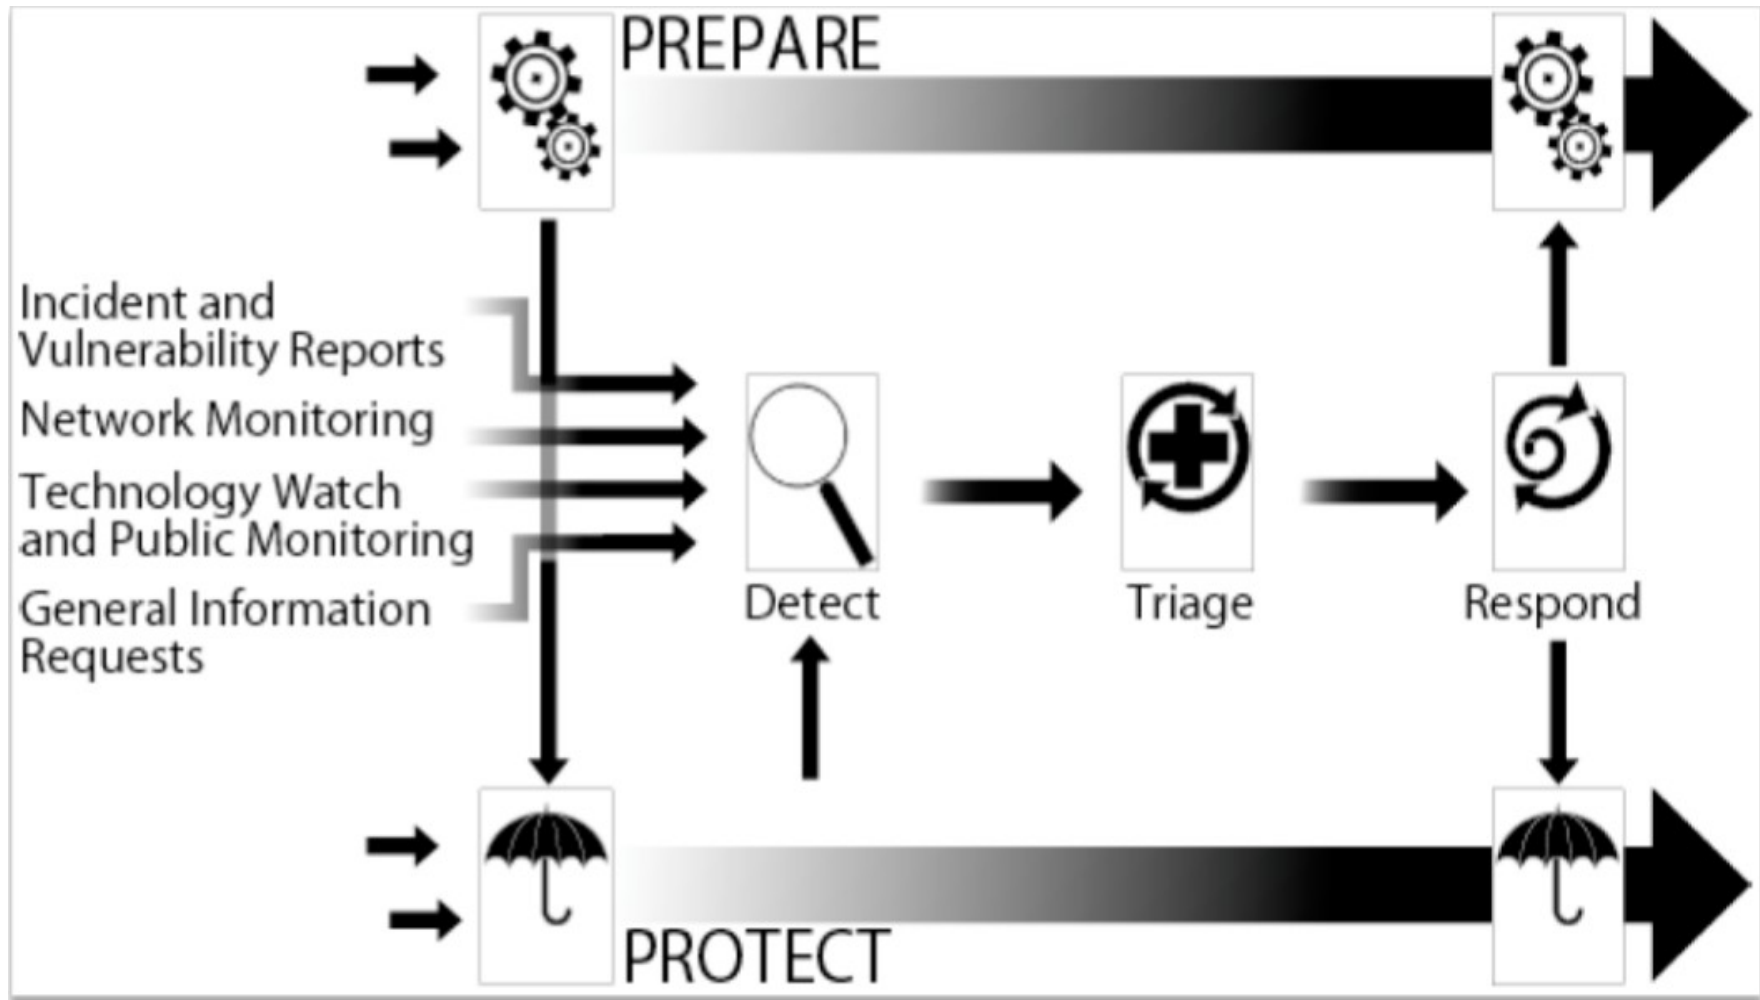 PREPARE
Incident and
Vulnerability Reports
Network Monitoring
Technology Watch
and Public Monitoring
General Information
Requests
Detect
Triage
Respond
PROTECT